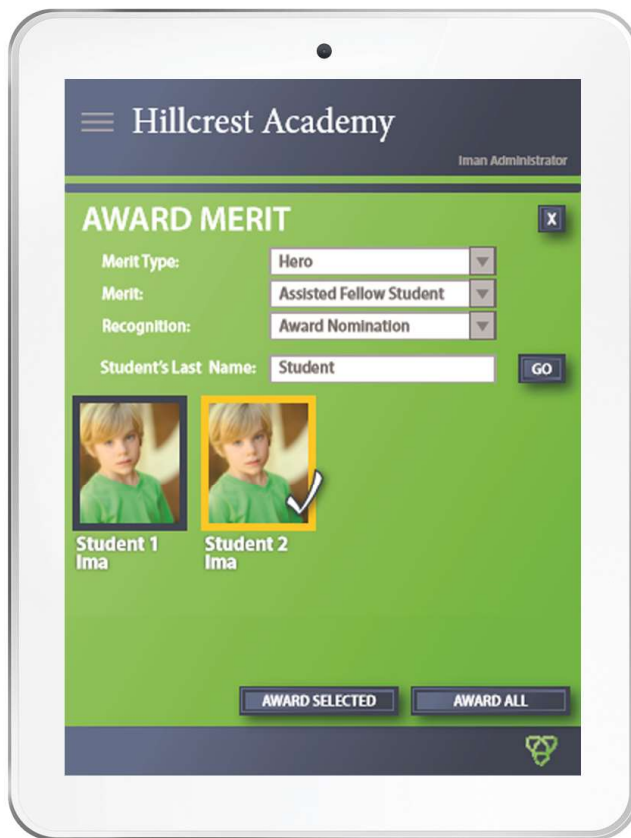 Hillcrest Academy
Iman Administrator
AWARD MERIT
X
Merit Type: Hero
Merit: Assisted Fellow Student
Recognition: Award Nomination
Student's Last Name: Student GO
Student 1 Student 2
Ima Ima
AWARD SELECTED AWARD ALL